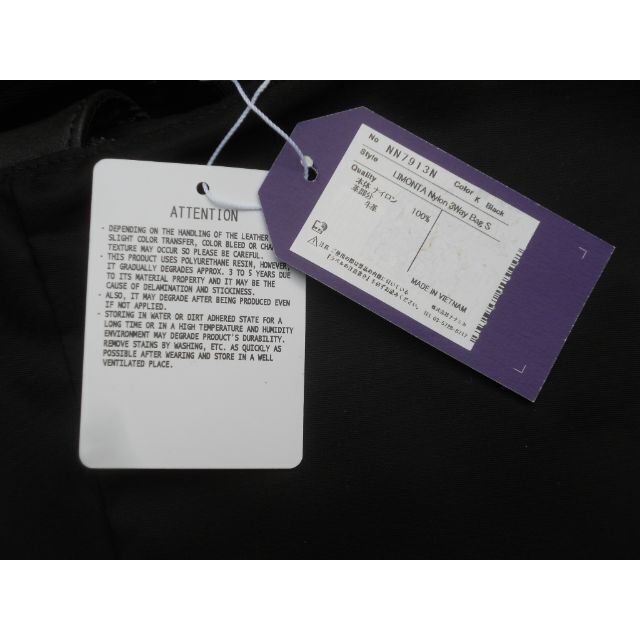 ATTENTION
- DEPENDING ON THE HANDLING OF THE LEATHER
SLIGHT COLOR TRANSFER, COLOR BLEED OR
TEXTURE MAY OCCUR SO PLEASE BE CAREFUL.
- THIS PRODUCT USES POLYURETHANE RESIN, HOWEVER,
IT GRADUALLY DEGRADES APPROX. 3 TO 5 YEARS DUE
TO ITS MATERIAL PROPERTY AND IT MAY BE THE
CAUSE OF DELAMINATION AND STICKINESS.
- ALSO, IT MAY DEGRADE AFTER BEING PRODUCED EVEN
IF NOT APPLIED.
- STORING IN WATER OR DIRT ADHERED STATE FOR A
LONG TIME OR IN A HIGH TEMPERATURE AND HUMIDITY
ENVIRONMENT MAY DEGRADE PRODUCT'S DURABILITY.
REMOVE STAINS BY WASHING, ETC. AS QUICKLY AS
POSSIBLE AFTER WEARING AND STORE IN A WELL
VENTILATED PLACE.
No NN7913N Color K Black
Style LIMONTA Nylon 3Way Bag S
Quality
本体 ナイロン 100%
革部分
牛革
MADE IN VIETNAM